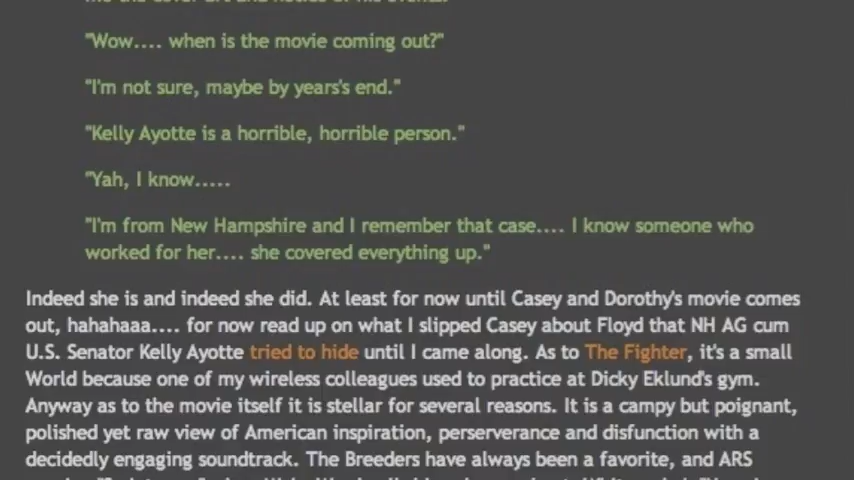 "Wow.... when is the movie coming out?"
"I'm not sure, maybe by years's end."
"Kelly Ayotte is a horrible, horrible person."
"Yah, I know.....
"I'm from New Hampshire and I remember that case.... I know someone who
worked for her.... she covered everything up."
Indeed she is and indeed she did. At least for now until Casey and Dorothy's movie comes
out, hahahaaa.... for now read up on what I slipped Casey about Floyd that NH AG cum
U.S. Senator Kelly Ayotte tried to hide until I came along. As to The Fighter, it's a small
World because one of my wireless colleagues used to practice at Dicky Eklund's gym.
Anyway as to the movie itself it is stellar for several reasons. It is a campy but poignant,
polished yet raw view of American inspiration, perserverance and disfunction with a
decidedly engaging soundtrack. The Breeders have always been a favorite, and ARS